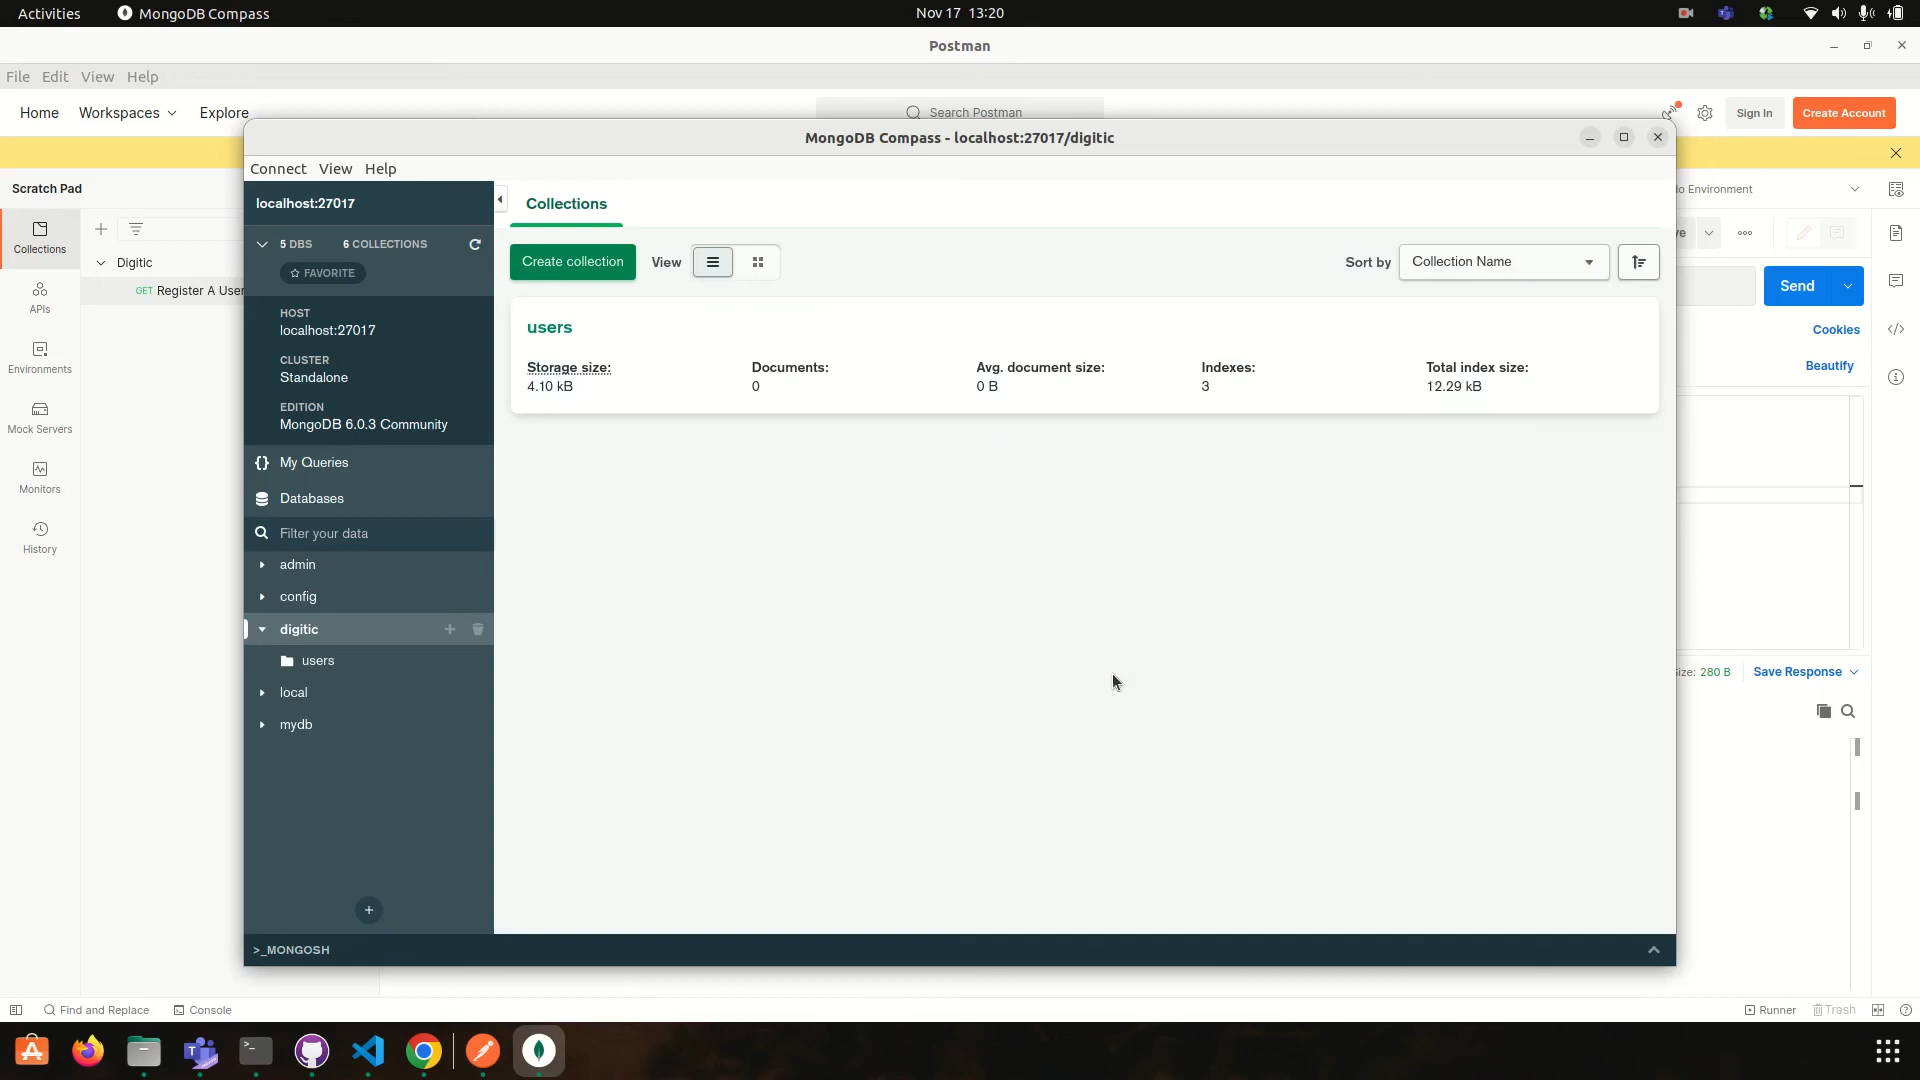 Activities
MongoDB Compass
Nov 17 13:20
Postman
File Edit View Help
Home Workspaces Explore
Search Postman
Sign In
Create Account
MongoDB Compass - localhost:27017/digitic
Connect View Help
Scratch Pad
localhost:27017
Collections
o Environment
5 DBS
6 COLLECTIONS
FAVORITE
Create collection
View
Sort by
Collection Name
Collections
Digitic
GET Register A User
Send
APIs
Environments
Mock Servers
Monitors
History
HOST
localhost:27017
CLUSTER
Standalone
EDITION
MongoDB 6.0.3 Community
My Queries
Databases
Filter your data
admin
config
digitic
users
local
mydb
users
Storage size:
4.10 kB
Documents:
0
Avg. document size:
0 B
Indexes:
3
Total index size:
12.29 kB
Cookies
Beautify
ize: 280 B
Save Response
>_MONGOSH
Find and Replace
Console
Runner
Trash